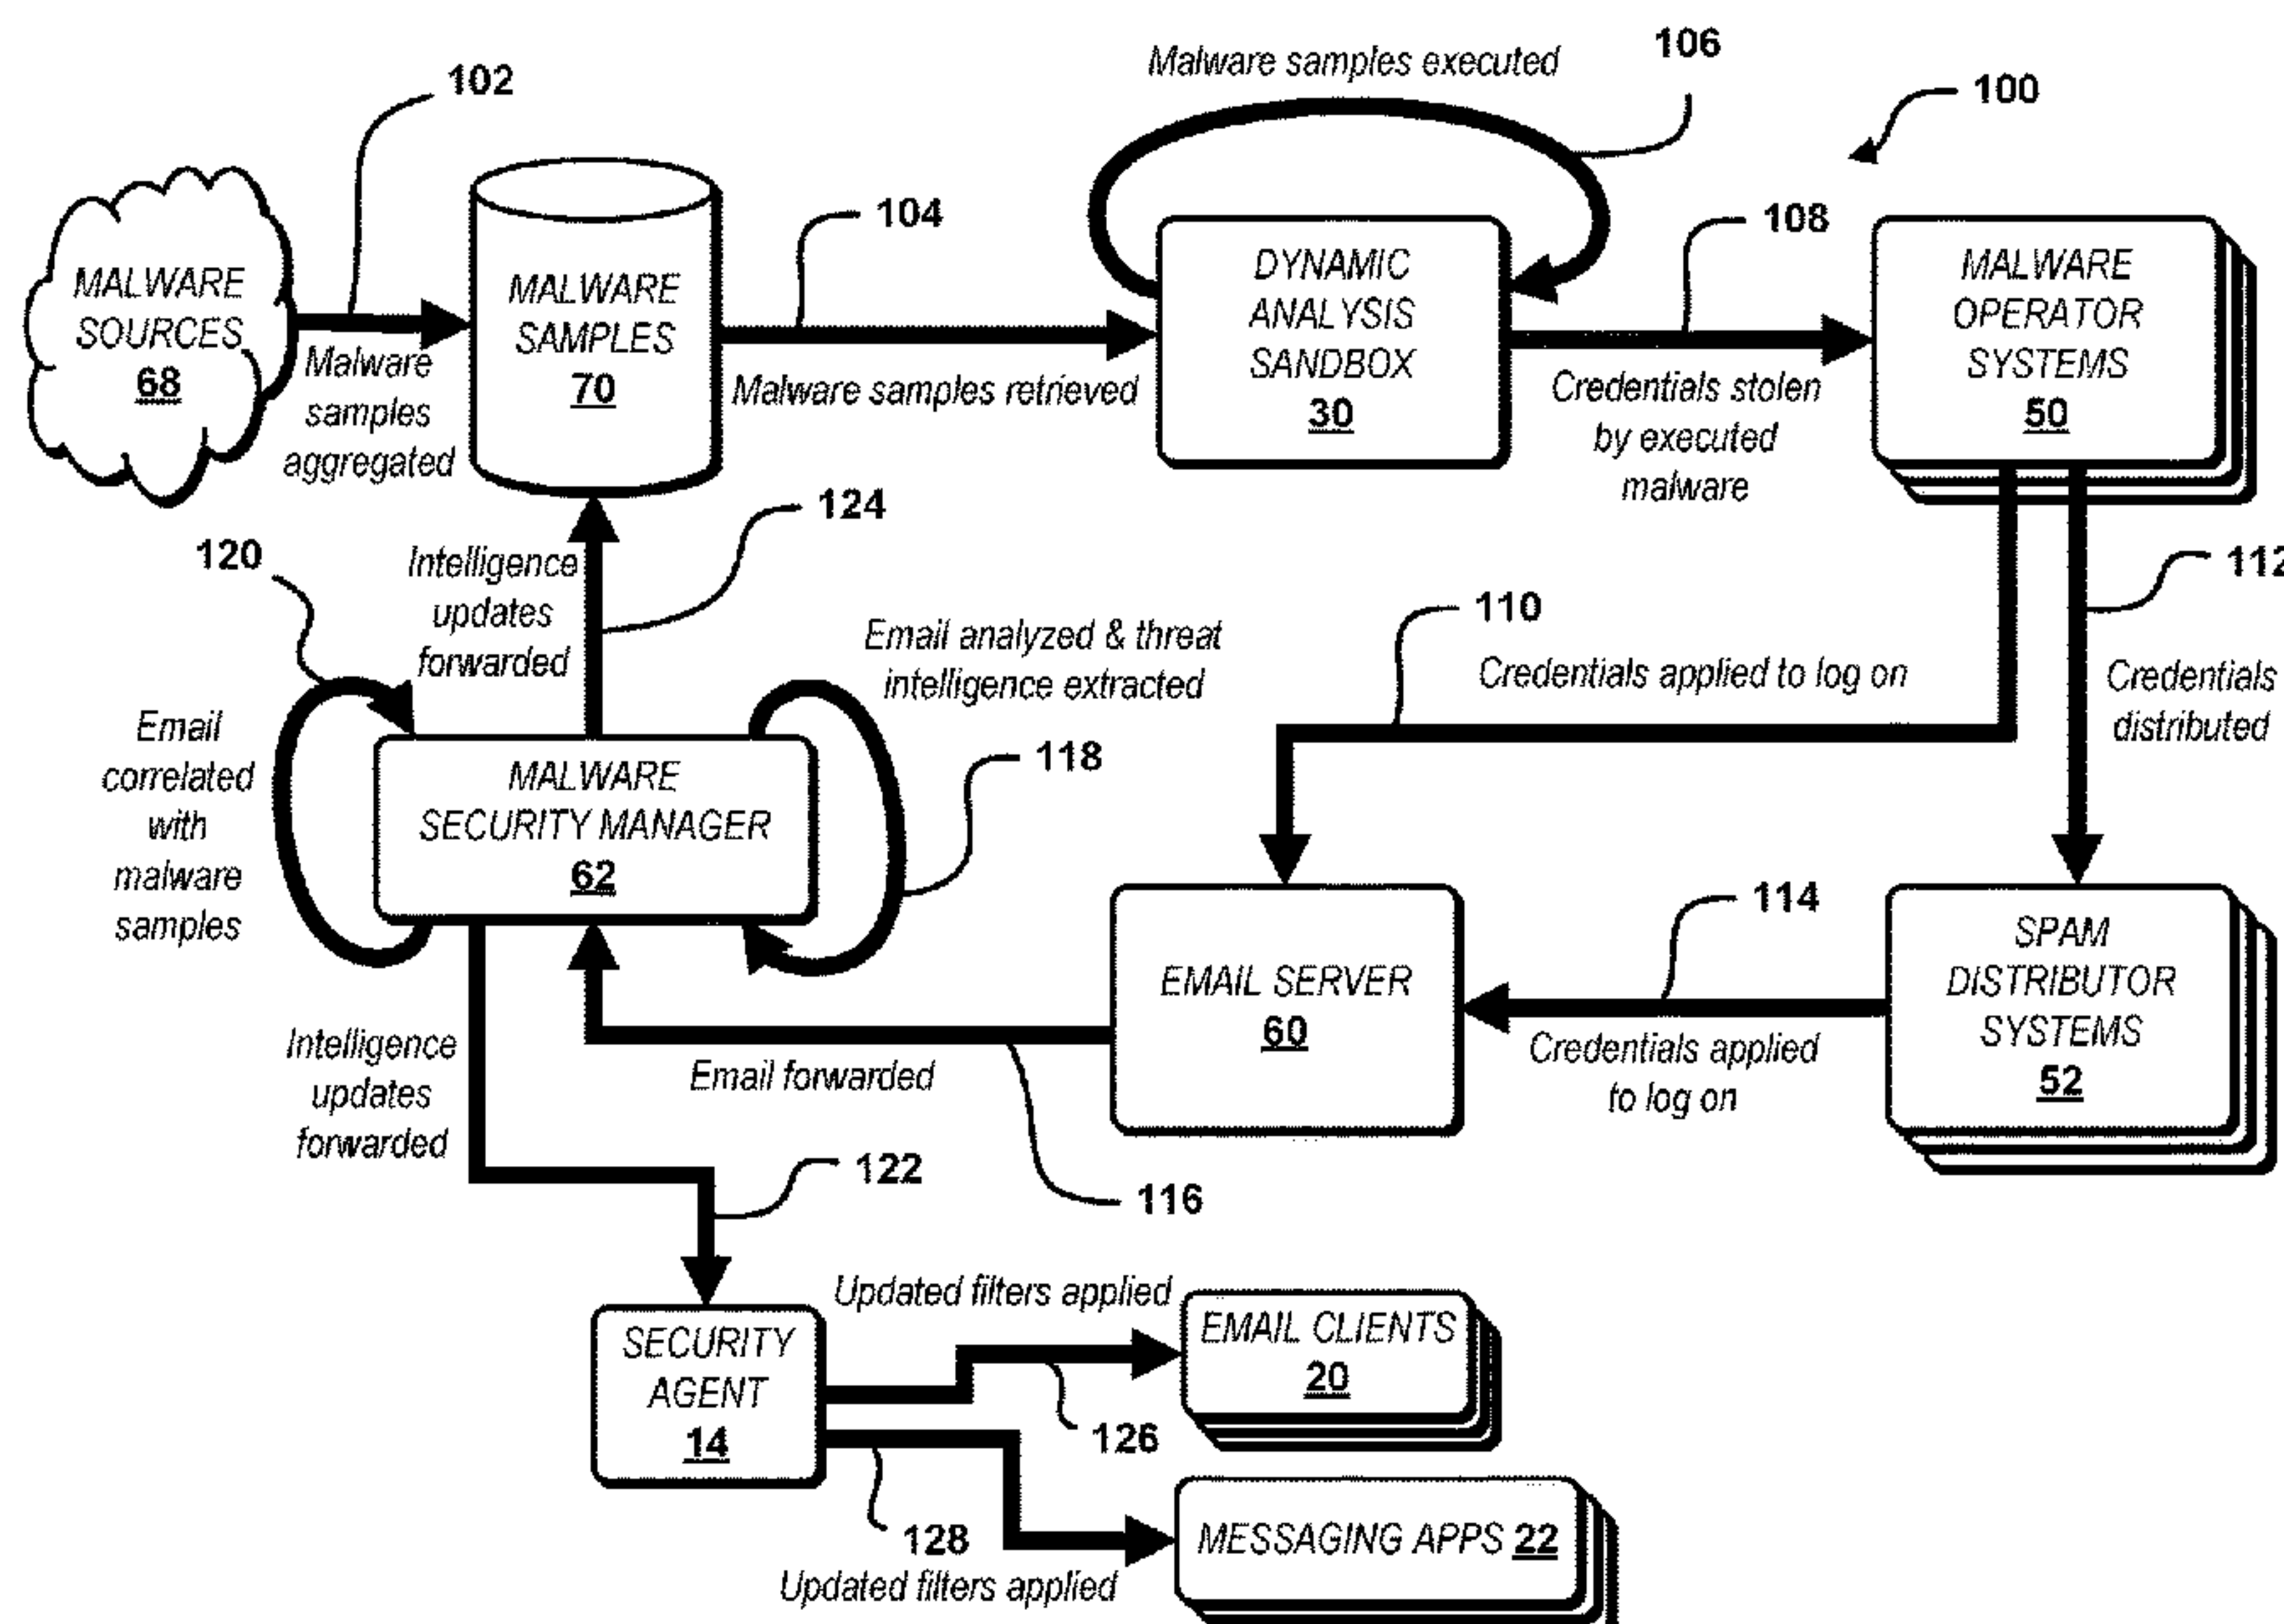 102
Malware samples executed
106
100
MALWARE
SOURCES
68
Malware
samples
aggregated
MALWARE
SAMPLES
70
104
Malware samples retrieved
DYNAMIC
ANALYSIS
SANDBOX
30
108
Credentials stolen
by executed
malware
MALWARE
OPERATOR
SYSTEMS
50
120
Intelligence
updates
forwarded
124
Email analyzed & threat
intelligence extracted
110
Credentials applied to log on
112
Credentials
distributed
Email
correlated
with
malware
samples
MALWARE
SECURITY MANAGER
62
118
EMAIL SERVER
60
114
Credentials applied
to log on
SPAM
DISTRIBUTOR
SYSTEMS
52
Intelligence
updates
forwarded
Email forwarded
116
122
SECURITY
AGENT
14
Updated filters applied
126
EMAIL CLIENTS
20
128
Updated filters applied
MESSAGING APPS 22